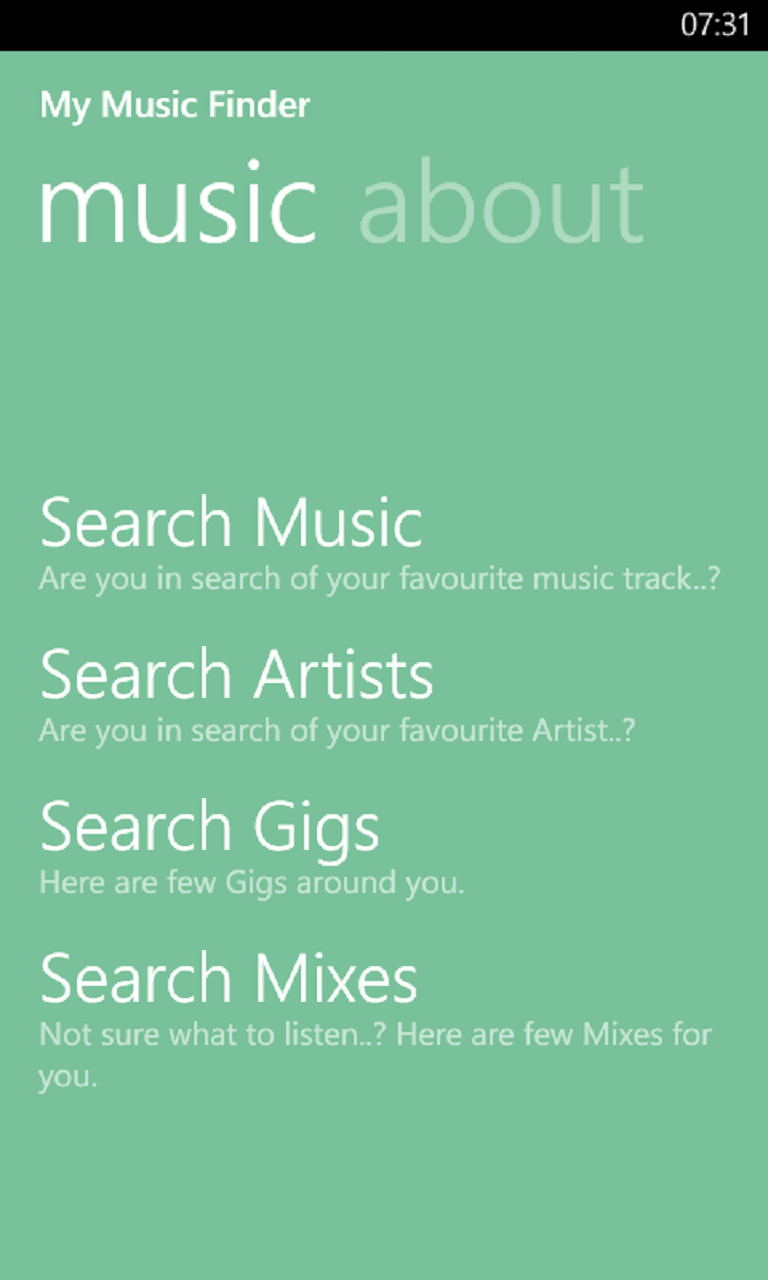 07:31
My Music Finder
music about
Search Music
Are you in search of your favourite music track..?
Search Artists
Are you in search of your favourite Artist..?
Search Gigs
Here are few Gigs around you.
Search Mixes
Not sure what to listen..? Here are few Mixes for
you.